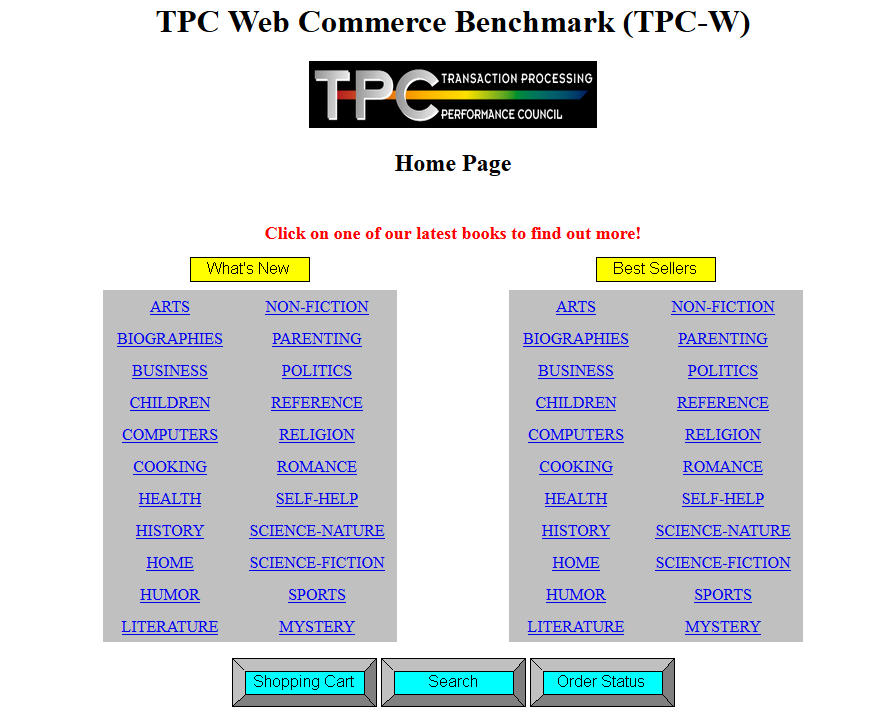 TPC Web Commerce Benchmark (TPC-W)
TPC TRANSACTION PROCESSING
PERFORMANCE COUNCIL
Home Page
Click on one of our latest books to find out more!
What's New
ARTS NON-FICTION
BIOGRAPHIES PARENTING
BUSINESS POLITICS
CHILDREN REFERENCE
COMPUTERS RELIGION
COOKING ROMANCE
HEALTH SELF-HELP
HISTORY SCIENCE-NATURE
HOME SCIENCE-FICTION
HUMOR SPORTS
LITERATURE MYSTERY
Best Sellers
ARTS NON-FICTION
BIOGRAPHIES PARENTING
BUSINESS POLITICS
CHILDREN REFERENCE
COMPUTERS RELIGION
COOKING ROMANCE
HEALTH SELF-HELP
HISTORY SCIENCE-NATURE
HOME SCIENCE-FICTION
HUMOR SPORTS
LITERATURE MYSTERY
Shopping Cart Search Order Status